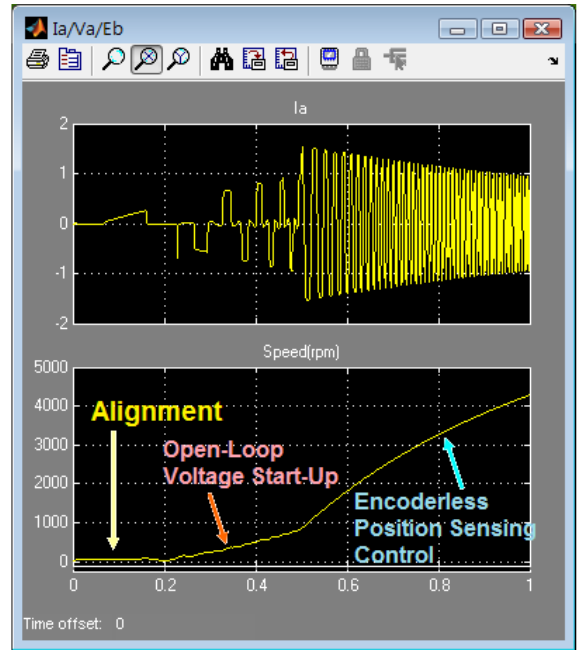 Ia/Va/Eb
Ia
2
1
0
-1
-2
Speed(rpm)
5000
4000
3000
2000
1000
0
Alignment
Open-Loop
Voltage Start-Up
Encoderless
Position Sensing
Control
0 0.2 0.4 0.6 0.8 1
Time offset: 0